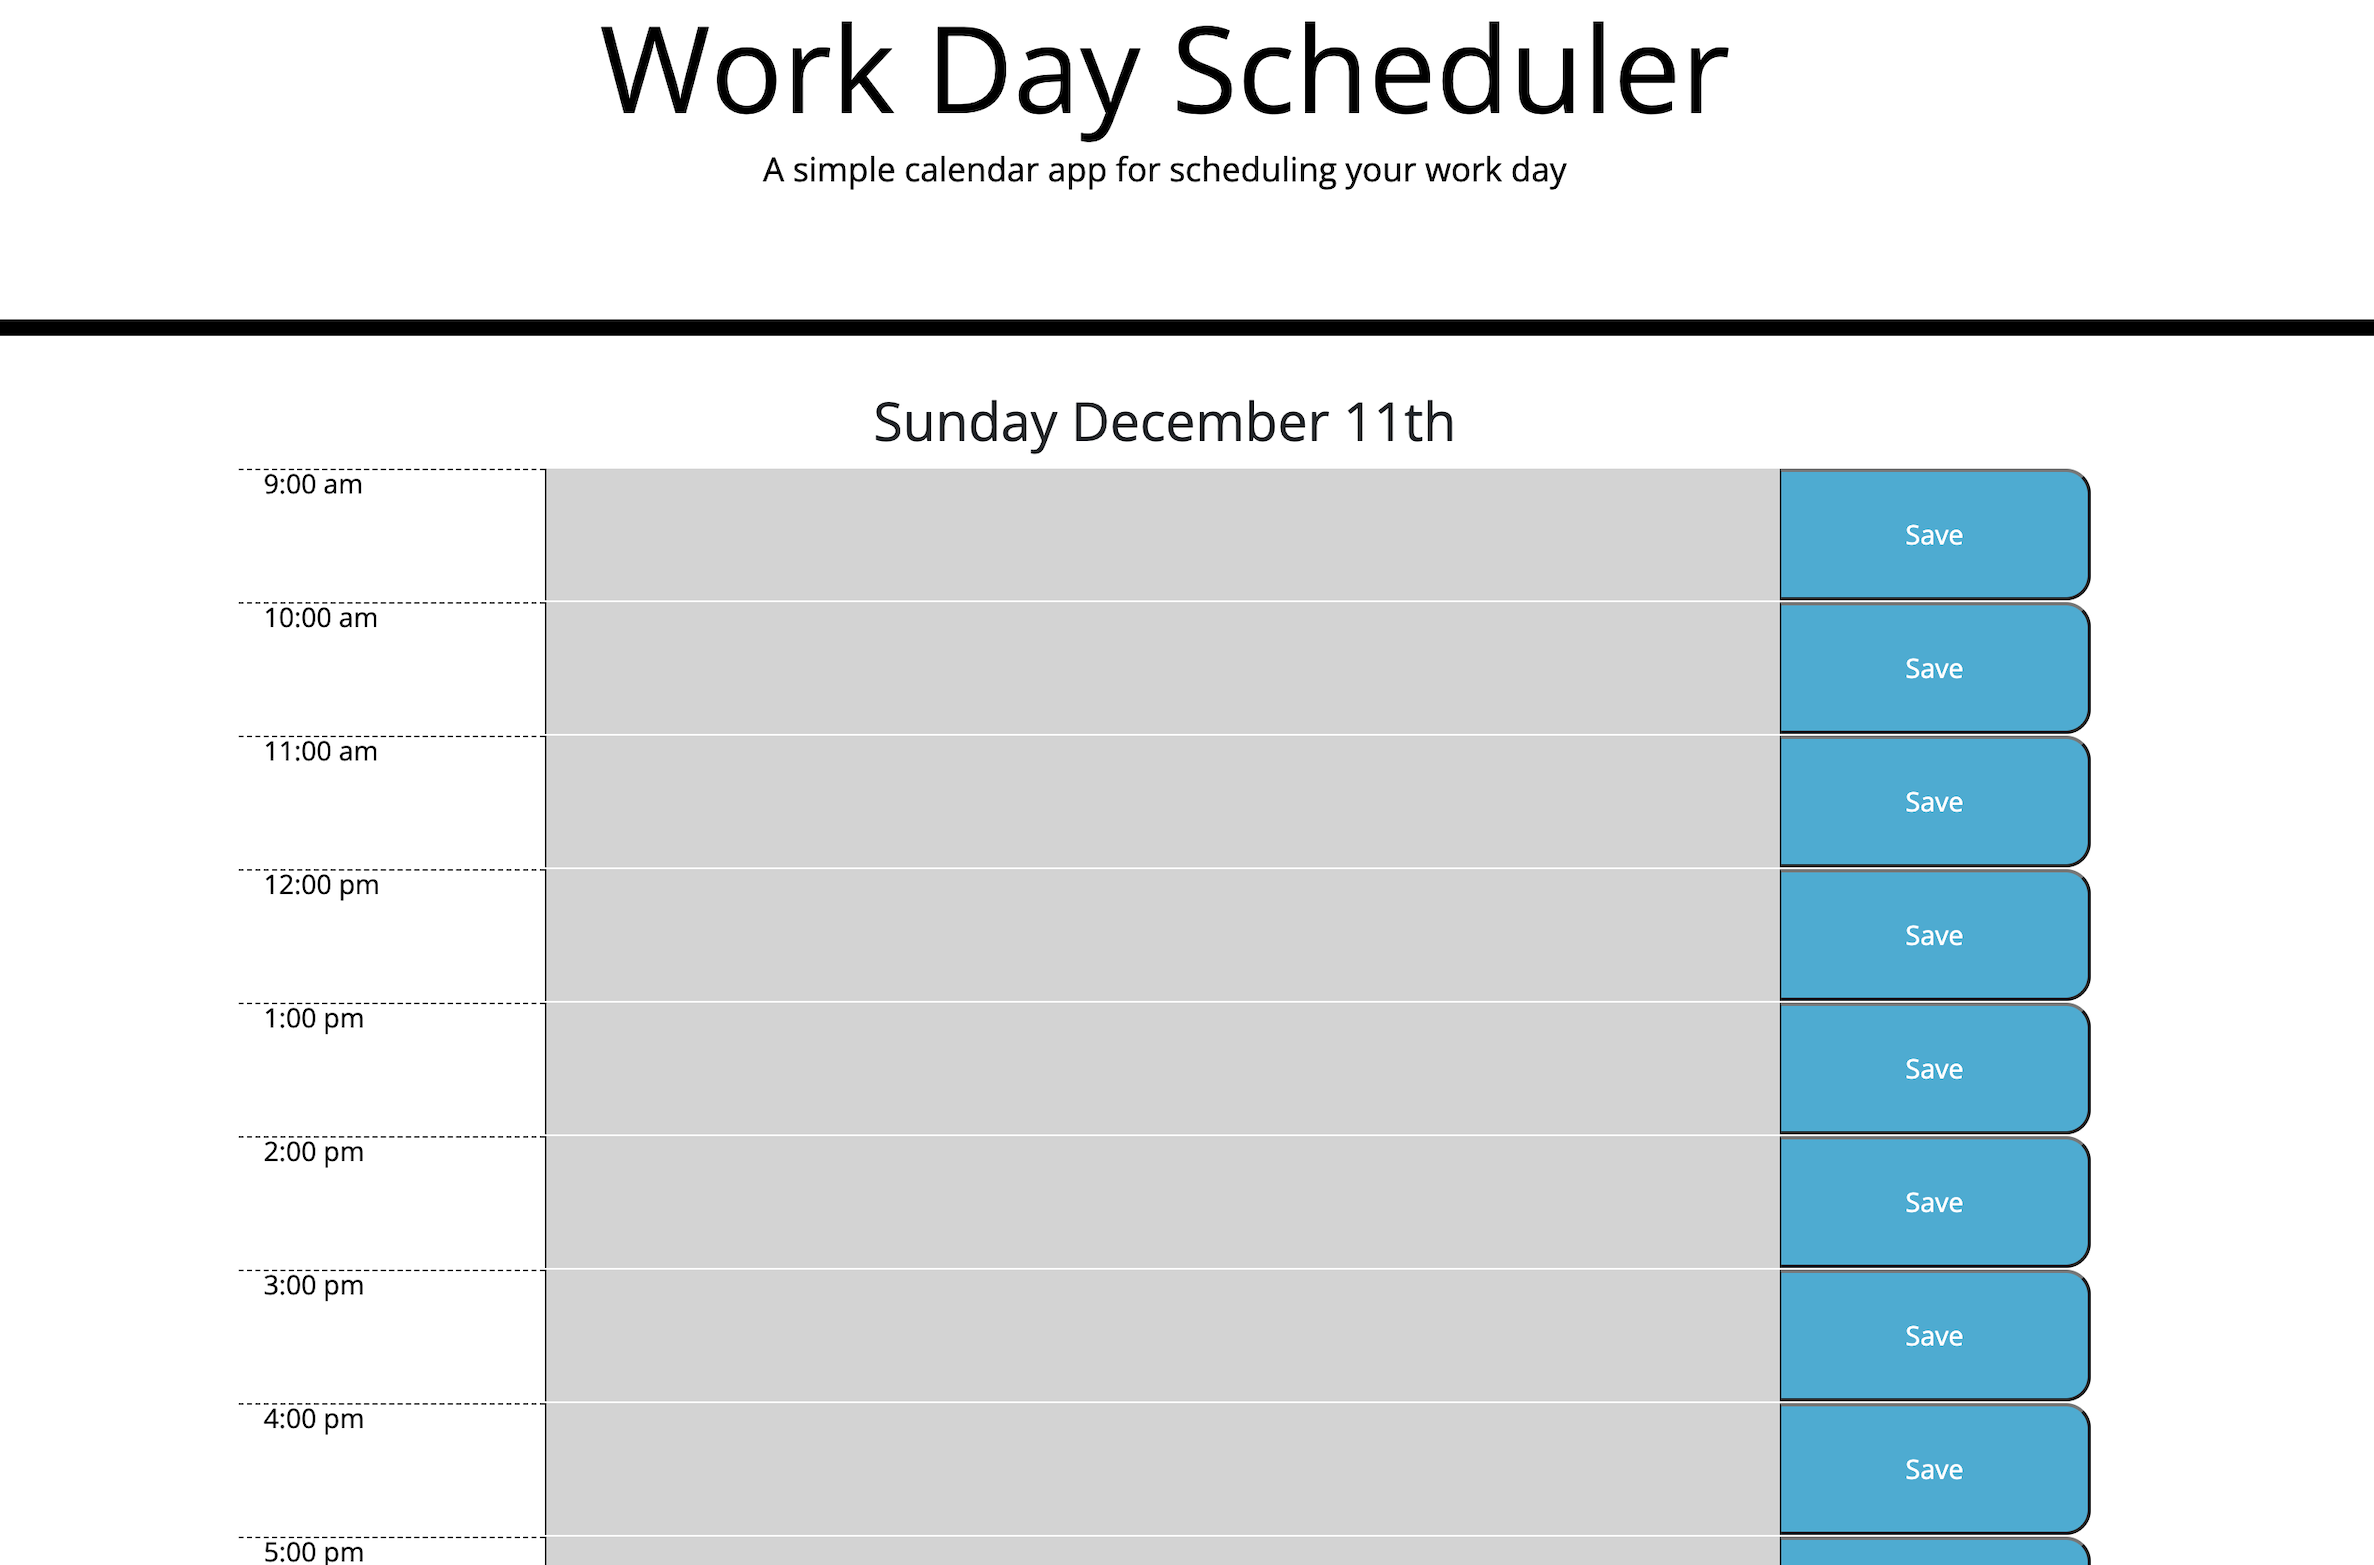 Work Day Scheduler
A simple calendar app for scheduling your work day
Sunday December 11th
9:00 am
Save
10:00 am
Save
11:00 am
Save
12:00 pm
Save
1:00 pm
Save
2:00 pm
Save
3:00 pm
Save
4:00 pm
Save
5:00 pm